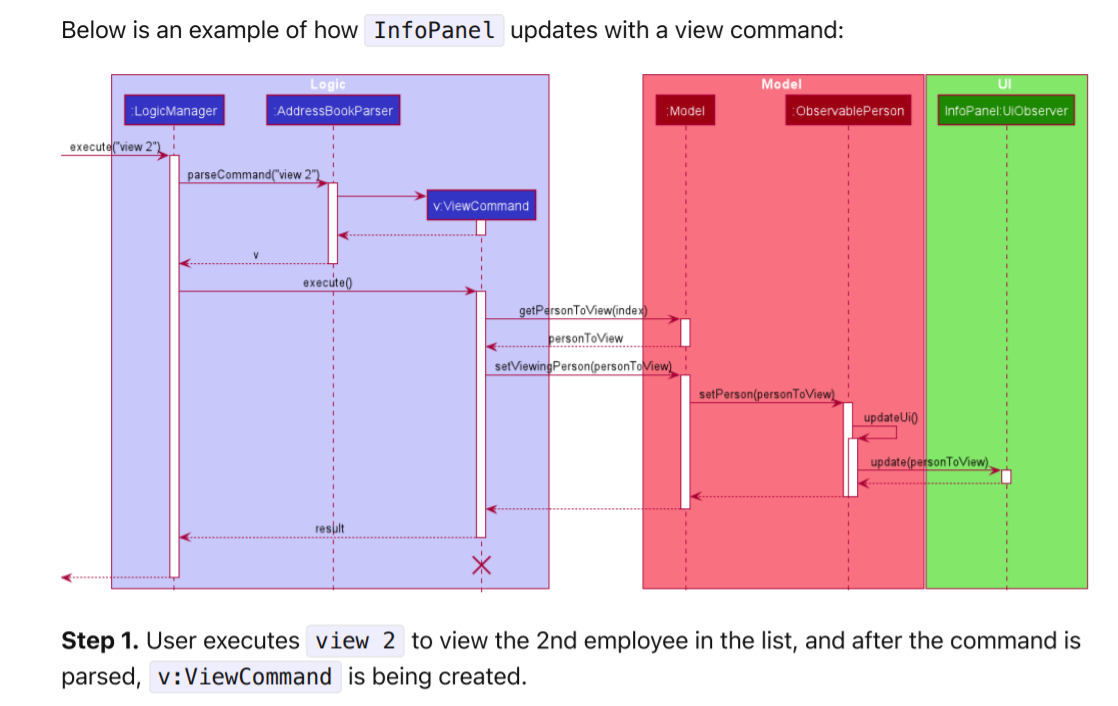 Below is an example of how InfoPanel updates with a view command:
Logic
Model
UI
:LogicManager
:AddressBookParser
:Model
:ObservablePerson
InfoPanel:UiObserver
execute("view 2")
parseCommand("view 2")
v:ViewCommand
v
execute()
getPersonToView(index)
personToView
setViewingPerson(personToView)
setPerson(personToView)
updateUi()
update(personToView)
result
Step 1. User executes view 2 to view the 2nd employee in the list, and after the command is
parsed, v:ViewCommand is being created.